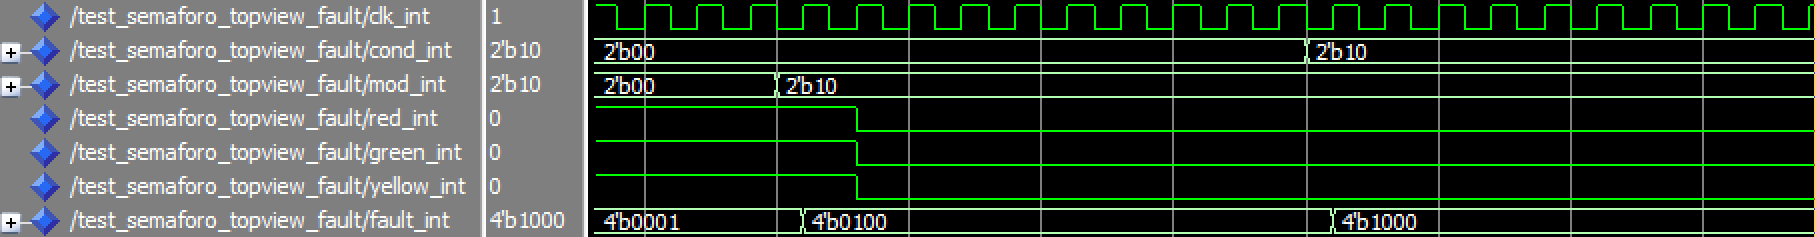 /test_semaforo_topview_fault/clk_int 1
/test_semaforo_topview_fault/cond_int 2'b10 2'b00 2'b10
/test_semaforo_topview_fault/mod_int 2'b10 2'b00 2'b10
/test_semaforo_topview_fault/red_int 0
/test_semaforo_topview_fault/green_int 0
/test_semaforo_topview_fault/yellow_int 0
/test_semaforo_topview_fault/fault_int 4'b1000 4'b0001 4'b0100 4'b1000